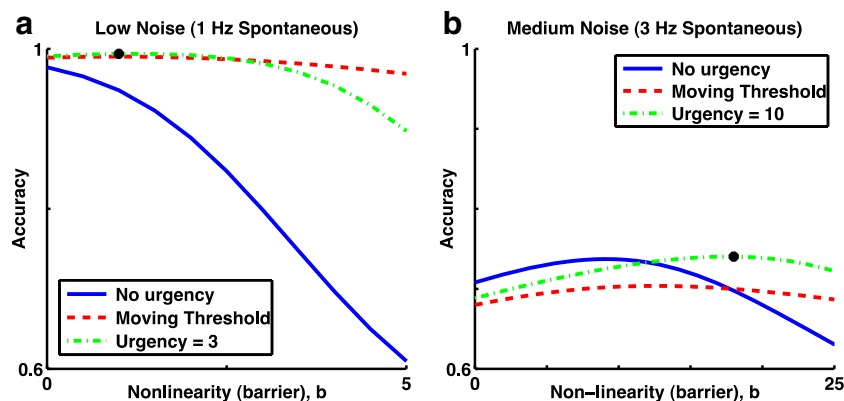 a
Low Noise (1 Hz Spontaneous)
1
Accuracy
No urgency
Moving Threshold
Urgency = 3
0.6
0
5
Nonlinearity (barrier), b
b
Medium Noise (3 Hz Spontaneous)
1
No urgency
Moving Threshold
Urgency = 10
Accuracy
0.6
0
25
Non-linearity (barrier), b